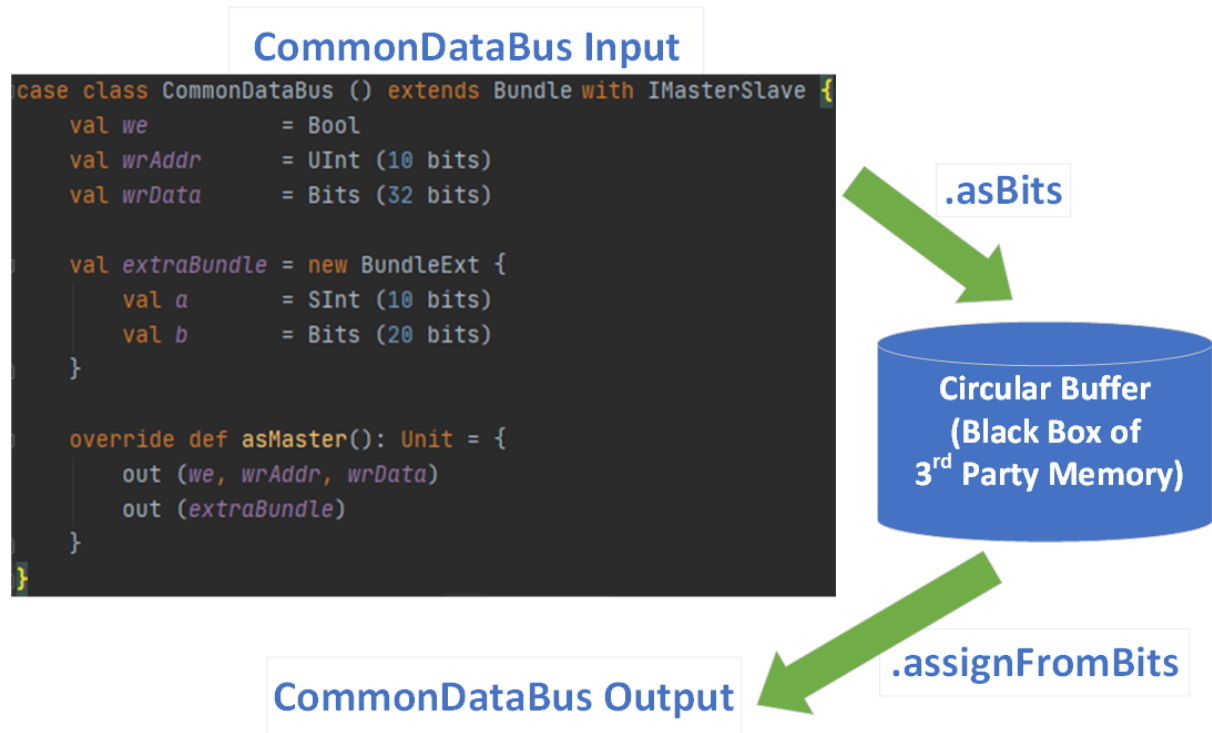 CommonDataBus Input
case class CommonDataBus () extends Bundle with IMasterSlave {
val we = Bool
val wrAddr = UInt (10 bits)
val wrData = Bits (32 bits)
val extraBundle = new BundleExt {
val a = SInt (10 bits)
val b = Bits (20 bits)
}
override def asMaster(): Unit = {
out (we, wrAddr, wrData)
out (extraBundle)
}
}
.asBits
Circular Buffer
(Black Box of
3rd Party Memory)
.assignFromBits
CommonDataBus Output